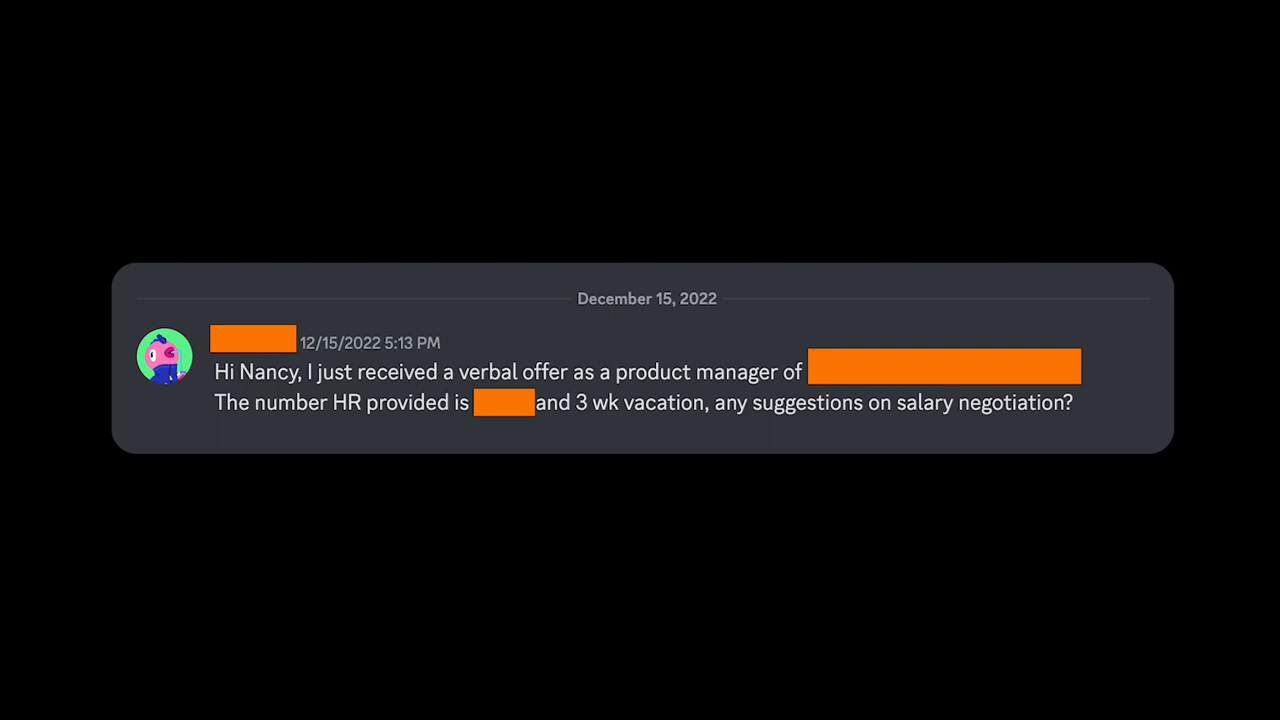 December 15, 2022
12/15/2022 5:13 PM
Hi Nancy, I just received a verbal offer as a product manager of
The number HR provided is and 3 wk vacation, any suggestions on salary negotiation?